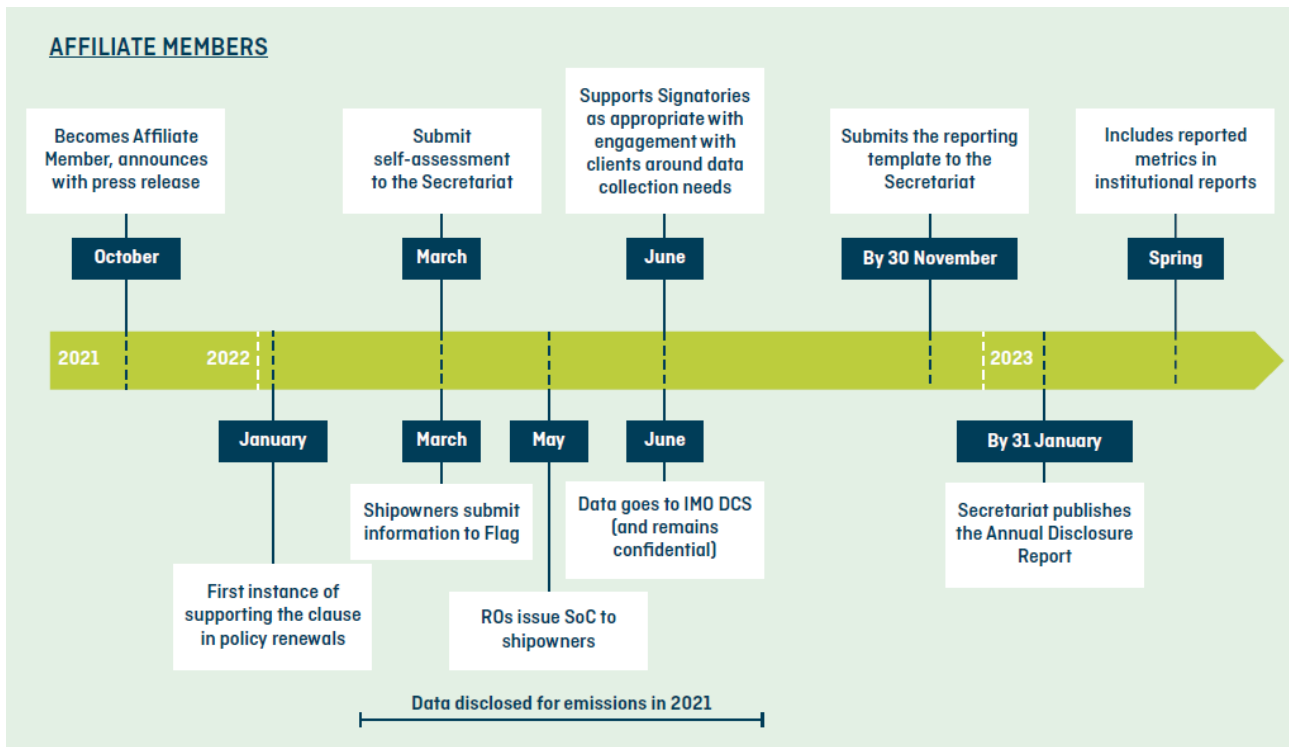 AFFILIATE MEMBERS
Becomes Affiliate
Member, announces
with press release
October
Submit
self-assessment
to the Secretariat
March
Supports Signatories
as appropriate with
engagement with
clients around data
collection needs
June
Submits the reporting
template to the
Secretariat
By 30 November
Includes reported
metrics in
institutional reports
Spring
2021
2022
2023
January
First instance of
supporting the clause
in policy renewals
March
Shipowners submit
information to Flag
May
ROs issue SoC to
shipowners
June
Data goes to IMO DCS
(and remains
confidential)
By 31 January
Secretariat publishes
the Annual Disclosure
Report
Data disclosed for emissions in 2021